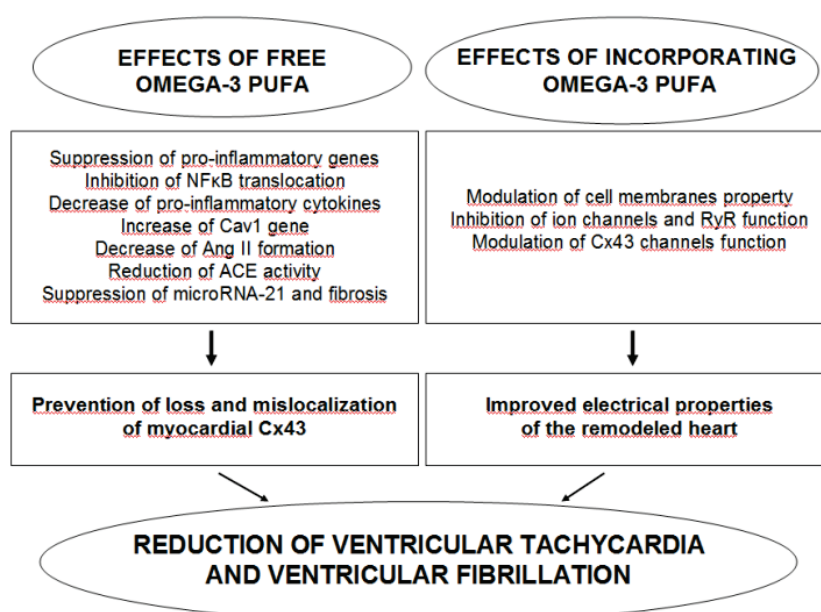 EFFECTS OF FREE
OMEGA-3 PUFA
EFFECTS OF INCORPORATING
OMEGA-3 PUFA
Suppression of pro-inflammatory genes
Inhibition of NFκB translocation
Decrease of pro-inflammatory cytokines
Increase of Cav1 gene
Decrease of Ang II formation
Reduction of ACE activity
Suppression of microRNA-21 and fibrosis
Modulation of cell membranes property
Inhibition of ion channels and RyR function
Modulation of Cx43 channels function
Prevention of loss and mislocalization
of myocardial Cx43
Improved electrical properties
of the remodeled heart
REDUCTION OF VENTRICULAR TACHYCARDIA
AND VENTRICULAR FIBRILLATION